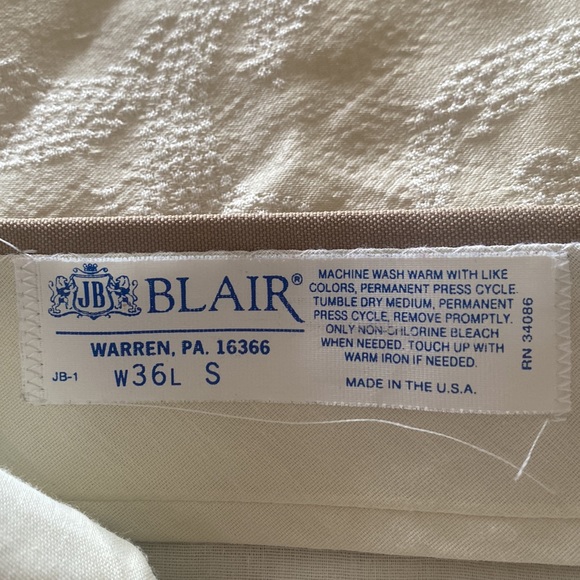 JB BLAIR®
WARREN, PA. 16366
JB-1 W36L S
MACHINE WASH WARM WITH LIKE
COLORS, PERMANENT PRESS CYCLE.
TUMBLE DRY MEDIUM, PERMANENT
PRESS CYCLE, REMOVE PROMPTLY.
ONLY NON-CHLORINE BLEACH
WHEN NEEDED. TOUCH UP WITH
WARM IRON IF NEEDED.
MADE IN THE U.S.A.
RN 34086